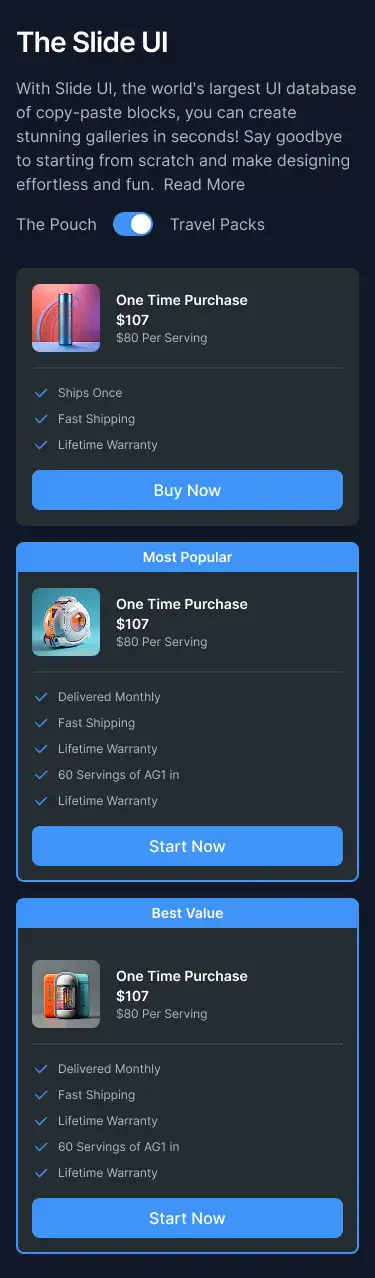 The Slide UI
With Slide UI, the world's largest UI database
of copy-paste blocks, you can create
stunning galleries in seconds! Say goodbye
to starting from scratch and make designing
effortless and fun. Read More
The Pouch Travel Packs
One Time Purchase
$107
$80 Per Serving
Ships Once
Fast Shipping
Lifetime Warranty
Buy Now
Most Popular
One Time Purchase
$107
$80 Per Serving
Delivered Monthly
Fast Shipping
Lifetime Warranty
60 Servings of AG1 in
Lifetime Warranty
Start Now
Best Value
One Time Purchase
$107
$80 Per Serving
Delivered Monthly
Fast Shipping
Lifetime Warranty
60 Servings of AG1 in
Lifetime Warranty
Start Now